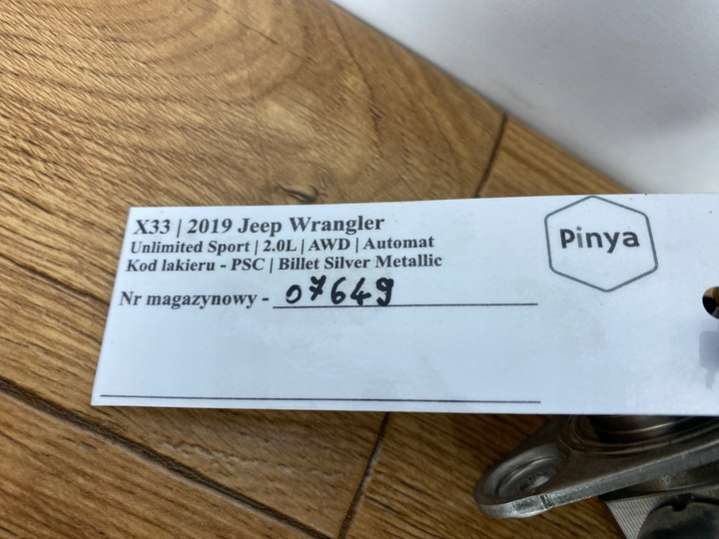 X33 | 2019 Jeep Wrangler
Unlimited Sport | 2.0L | AWD | Automat
Kod lakieru - PSC | Billet Silver Metallic
Nr magazynowy - 07649
Pinya